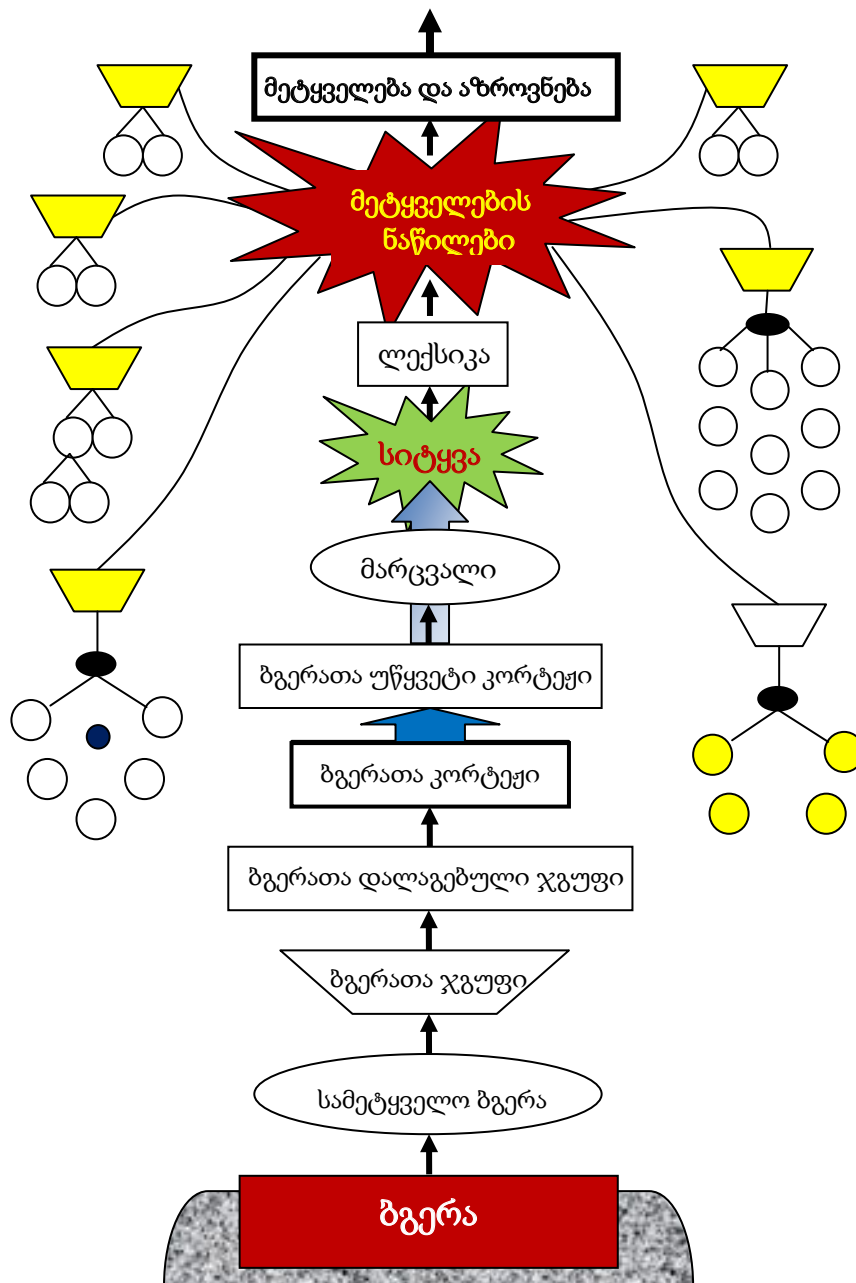 მეტყველება და აზროვნება
მეტყველების
ნაწილები
ლექსიკა
სიტყვა
მარცვალი
ბგერათა უწყვეტი კორტეჟი
ბგერათა კორტეჟი
ბგერათა დალაგებული ჯგუფი
ბგერათა ჯგუფი
სამეტყველო ბგერა
ბგერა